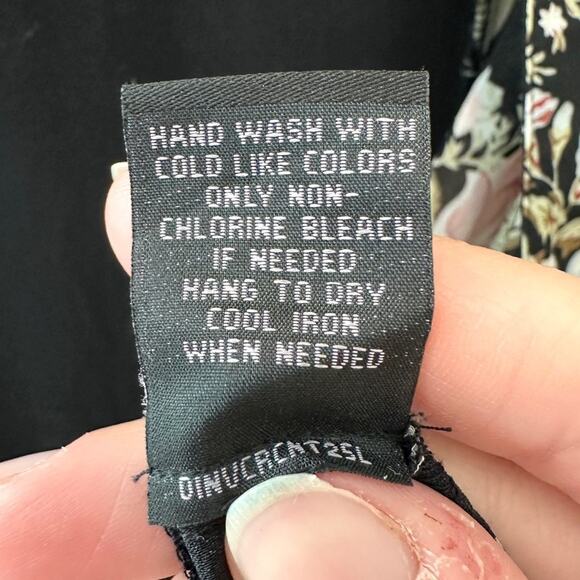 HAND WASH WITH
COLD LIKE COLORS
ONLY NON-
CHLORINE BLEACH
IF NEEDED
HANG TO DRY
COOL IRON
WHEN NEEDED